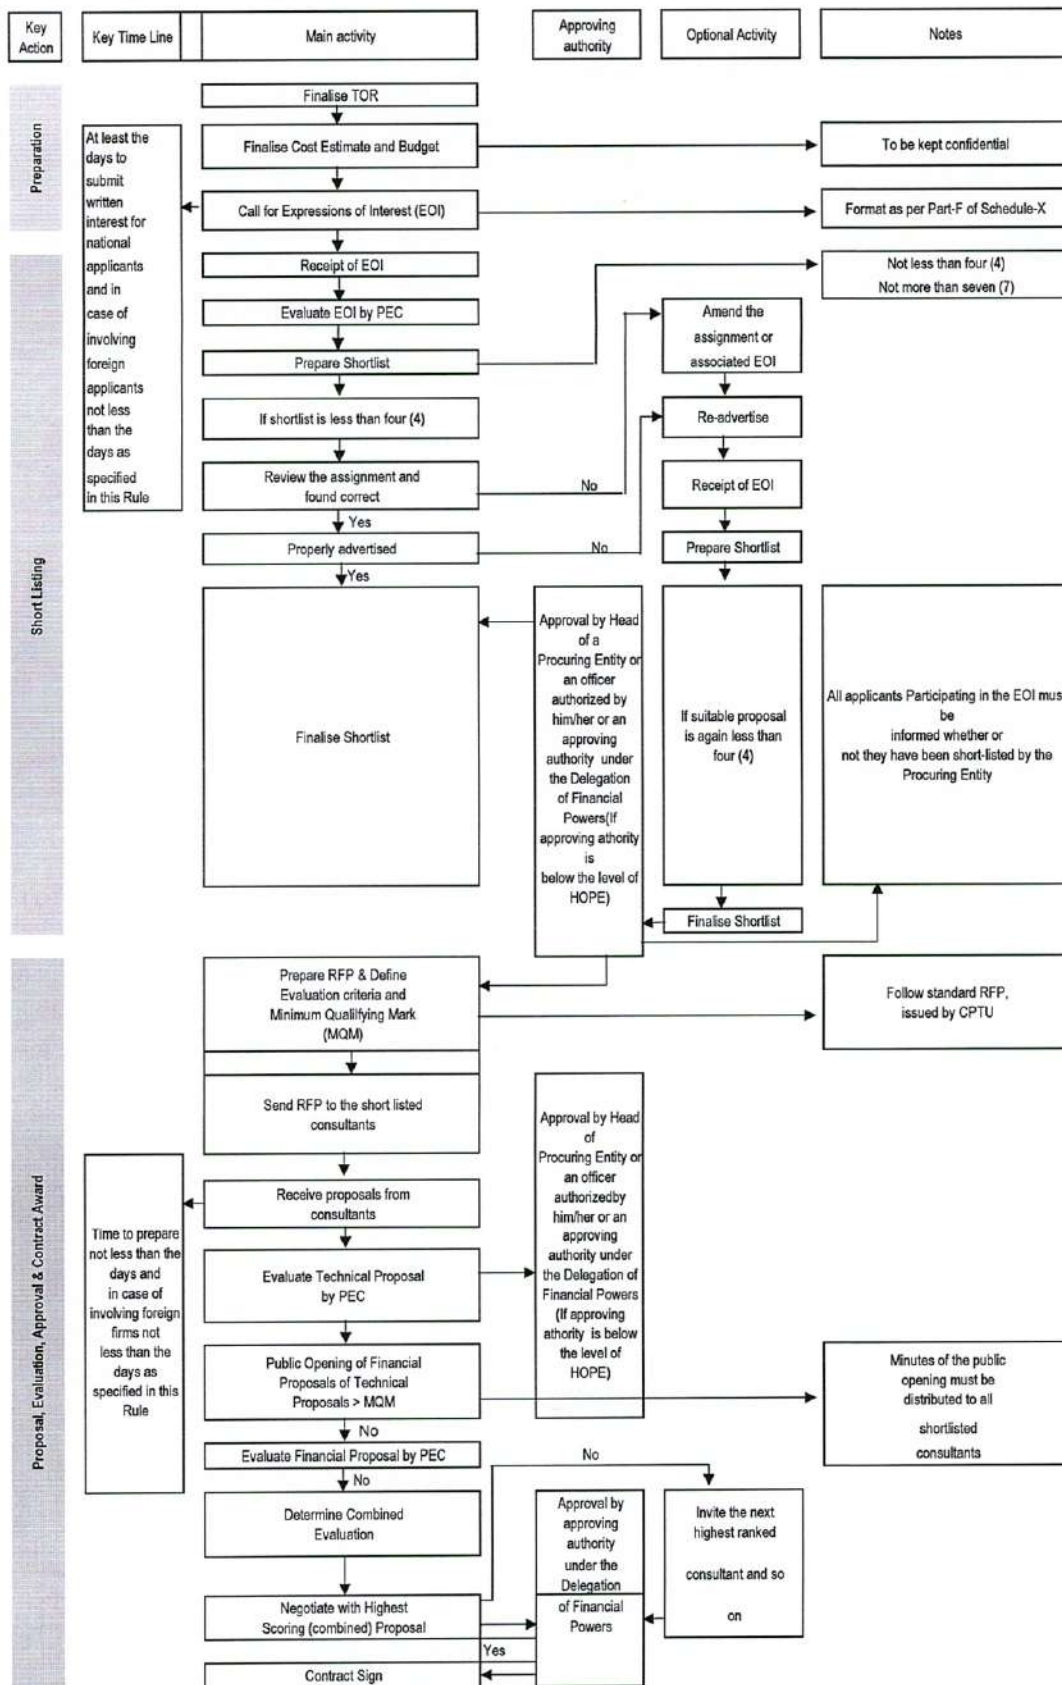 Key
Action
Key Time Line
Main activity
Approving
authority
Optional Activity
Notes
Preparation
Finalise TOR
At least the
days to
submit
written
interest for
national
applicants
and in
case of
involving
foreign
applicants
not less
than the
days as
specified
in this Rule
Finalise Cost Estimate and Budget
To be kept confidential
Call for Expressions of Interest (EOI)
Format as per Part-F of Schedule-X
Short Listing
Receipt of EOI
Not less than four (4)
Not more than seven (7)
Evaluate EOI by PEC
Amend the
assignment or
associated EOI
Prepare Shortlist
If shortlist is less than four (4)
Re-advertise
Review the assignment and
found correct
No
Receipt of EOI
Yes
Properly advertised
No
Prepare Shortlist
Yes
Finalise Shortlist
Approval by Head
of a
Procuring Entity or
an officer
authorized by
him/her or an
approving
authority under
the Delegation
of Financial
Powers(If
approving athority
is
below the level of
HOPE)
If suitable proposal
is again less than
four (4)
All applicants Participating in the EOI must
be
informed whether or
not they have been short-listed by the
Procuring Entity
Finalise Shortlist
Proposal, Evaluation, Approval & Contract Award
Prepare RFP & Define
Evaluation criteria and
Minimum Qualifying Mark
(MQM)
Follow standard RFP,
issued by CPTU
Send RFP to the short listed
consultants
Approval by Head
of
Procuring Entity or
an officer
authorizedby
him/her or an
approving
authority under
the Delegation of
Financial Powers
(If approving
athority is below
the level of
HOPE)
Time to prepare
not less than the
days and
in case of
involving foreign
firms not
less than the
days as
specified in this
Rule
Receive proposals from
consultants
Evaluate Technical Proposal
by PEC
Public Opening of Financial
Proposals of Technical
Proposals > MQM
Minutes of the public
opening must be
distributed to all
shortlisted
consultants
No
Evaluate Financial Proposal by PEC
No
No
Determine Combined
Evaluation
Approval by
approving
authority
under the
Delegation
of Financial
Powers
Invite the next
highest ranked
consultant and so
on
Negotiate with Highest
Scoring (combined) Proposal
Yes
Contract Sign